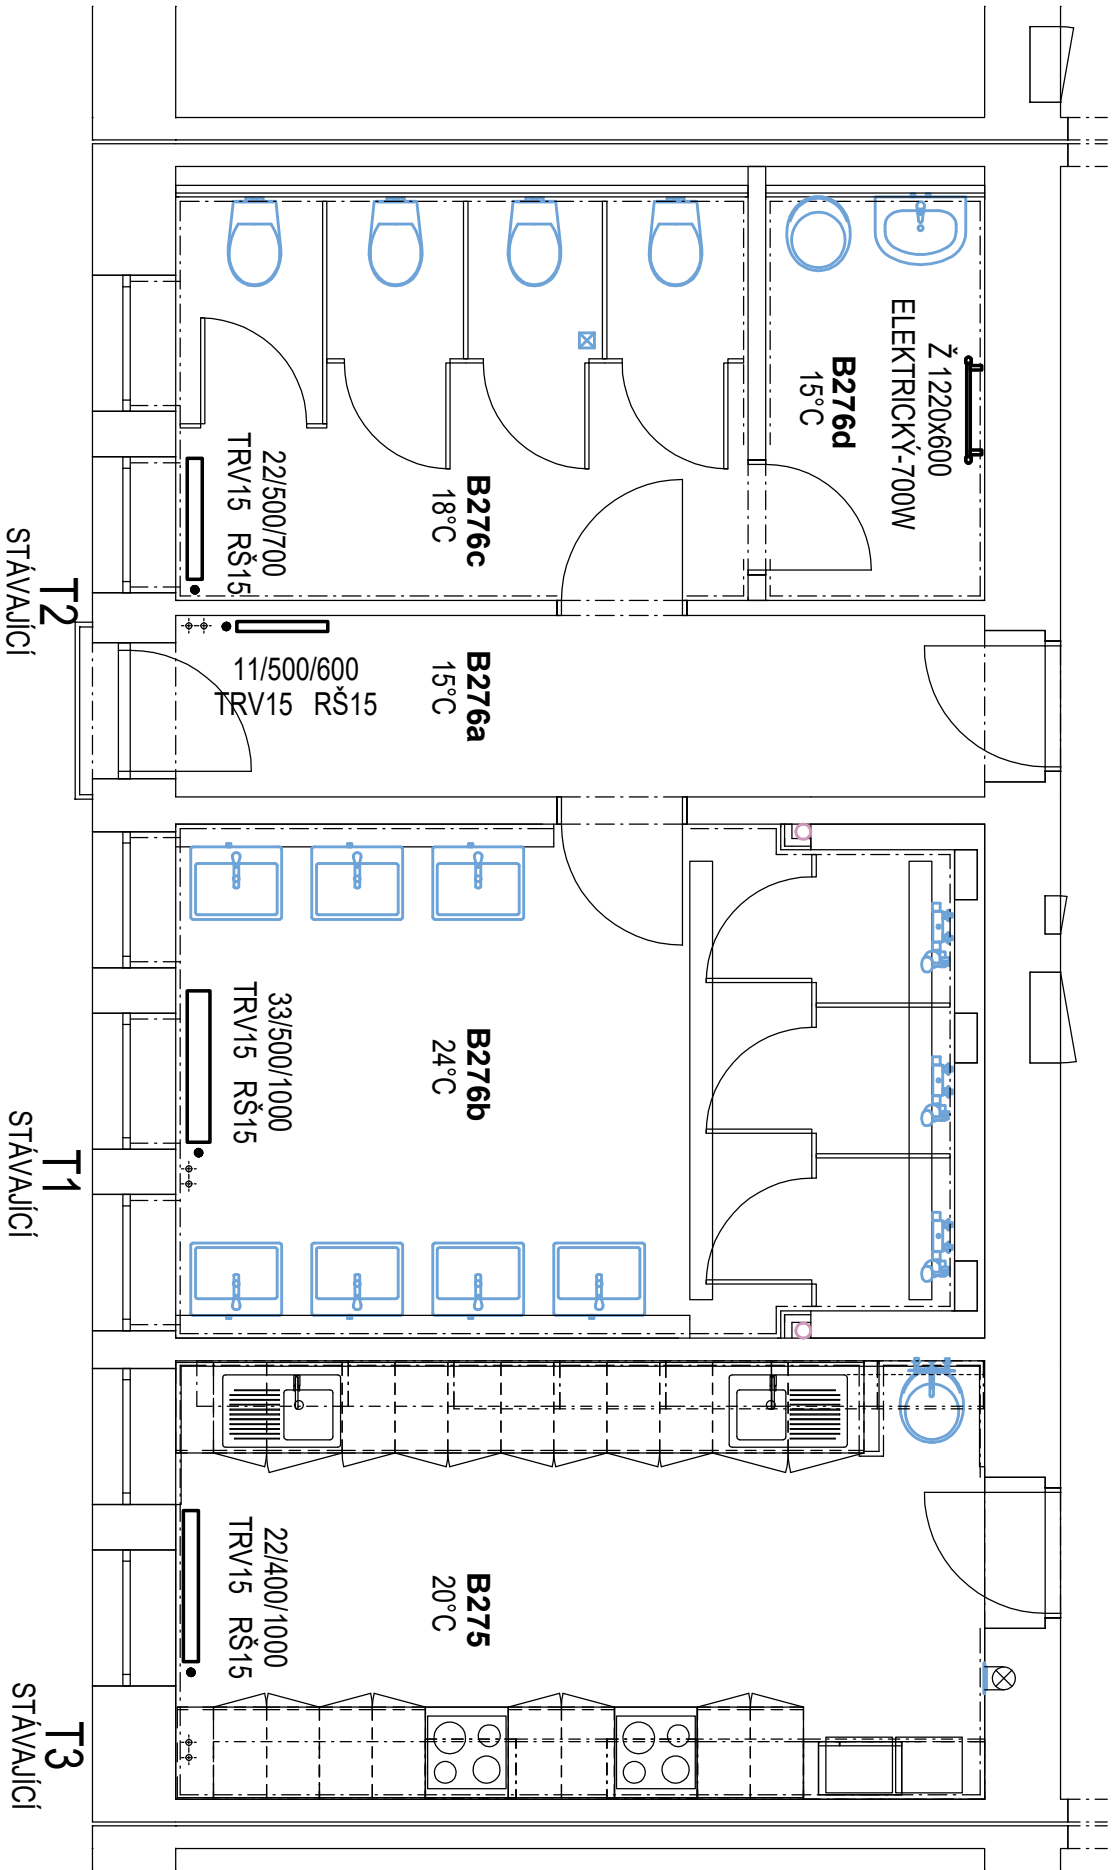 Ž 1220x600
ELEKTRICKÝ-700W
B276d
15°C
B276c
18°C
22/500/700
TRV15 RŠ15
T2
STÁVAJÍCÍ
B276a
15°C
11/500/600
TRV15 RŠ15
B276b
24°C
33/500/1000
TRV15 RŠ15
T1
STÁVAJÍCÍ
B275
20°C
22/400/1000
TRV15 RŠ15
T3
STÁVAJÍCÍ